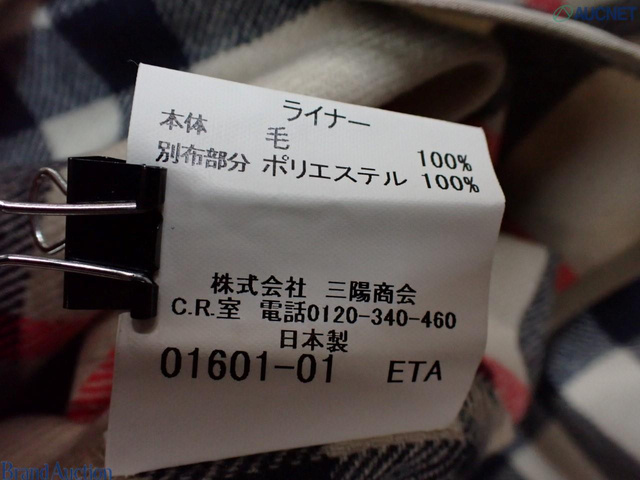 AUCNET
ライナー
本体 毛 100%
別布部分 ポリエステル 100%
株式会社 三陽商会
C.R.室 電話0120-340-460
日本製
01601-01 ETA
Brand Auction